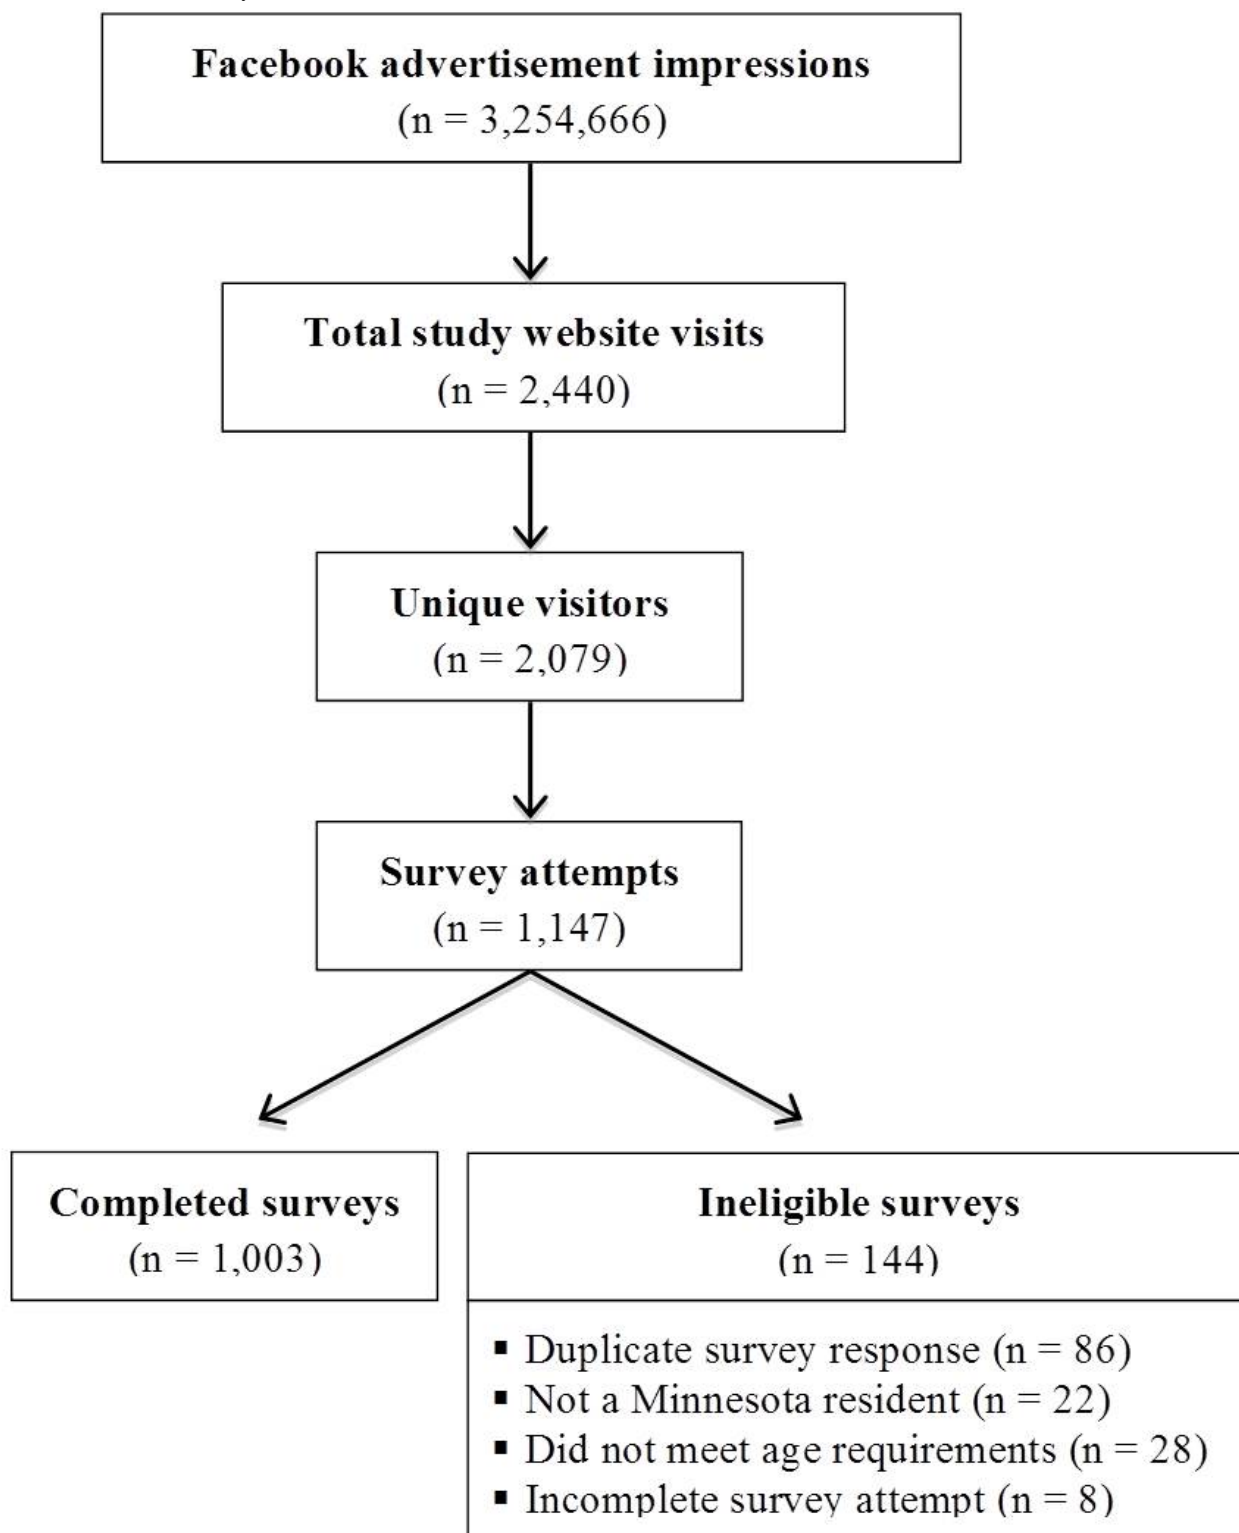 Facebook advertisement impressions
(n = 3,254,666)
Total study website visits
(n = 2,440)
Unique visitors
(n = 2,079)
Survey attempts
(n = 1,147)
Completed surveys
(n = 1,003)
Ineligible surveys
(n = 144)
▪ Duplicate survey response (n = 86)
▪ Not a Minnesota resident (n = 22)
▪ Did not meet age requirements (n = 28)
▪ Incomplete survey attempt (n = 8)